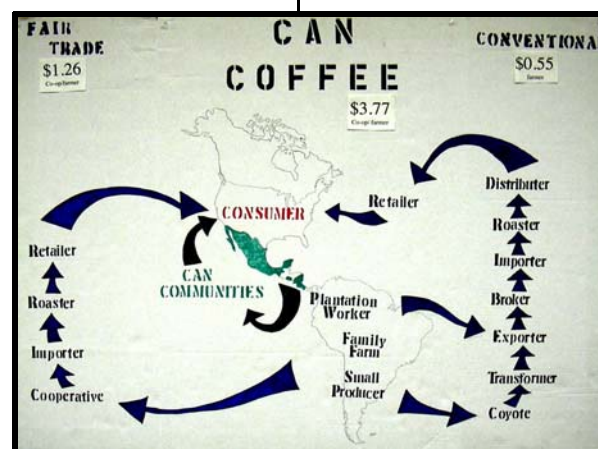 FAIR
TRADE
$1.26
Co-op/farmer
CAN
COFFEE
$3.77
Co-op/farmer
CONVENTIONA
$0.55
farmer
Distributer
Roaster
Importer
Broker
Exporter
Transformer
Coyote
Retailer
CONSUMER
CAN
COMMUNITIES
Plantation
Worker
Family
Farm
Small
Producer
Retailer
Roaster
Importer
Cooperative